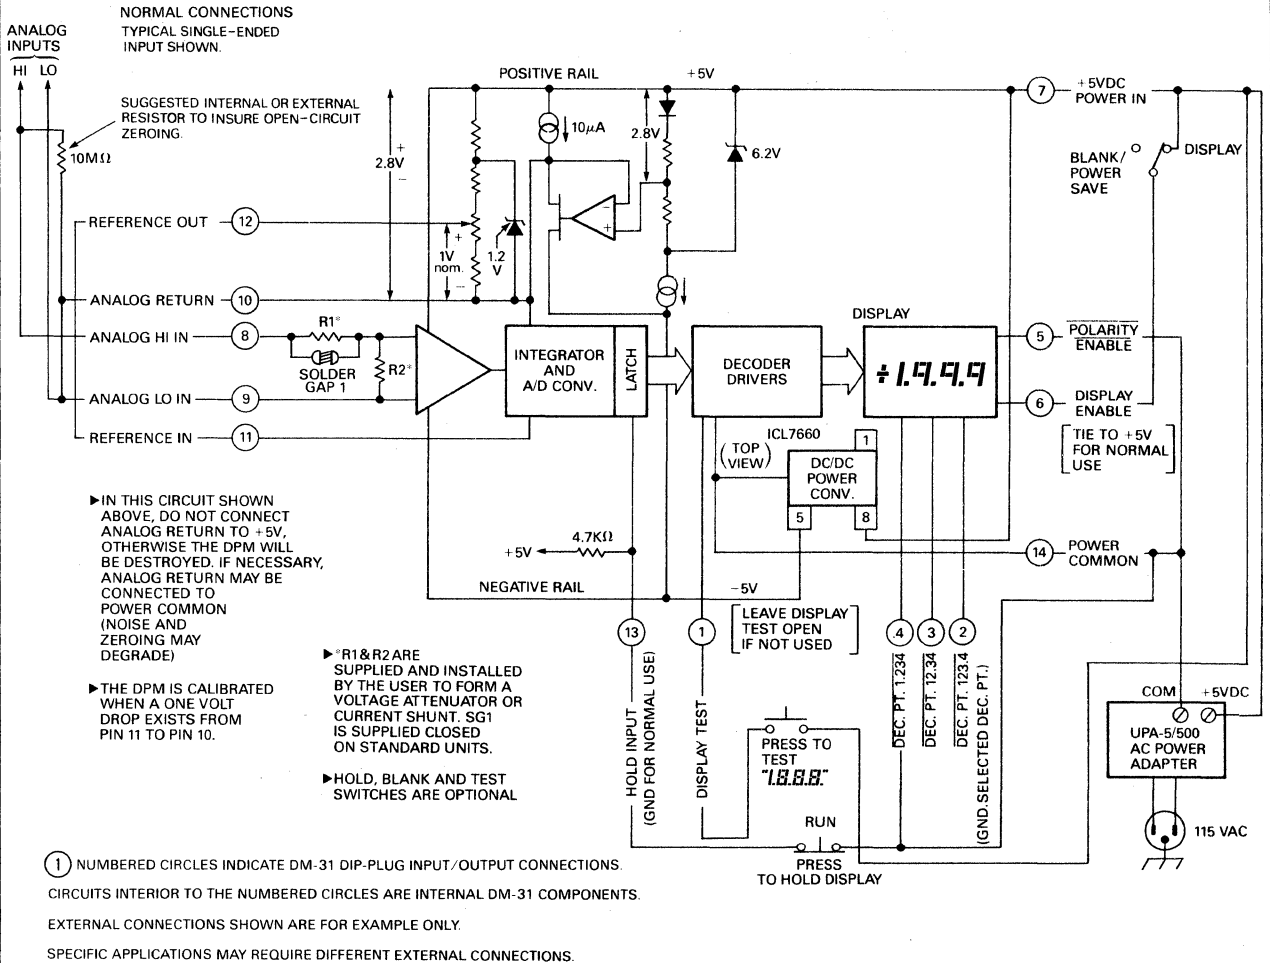 NORMAL CONNECTIONS
TYPICAL SINGLE-ENDED
INPUT SHOWN.
ANALOG
INPUTS
HI LO
SUGGESTED INTERNAL OR EXTERNAL
RESISTOR TO INSURE OPEN-CIRCUIT
ZEROING.
10MΩ
POSITIVE RAIL
+5V
+
2.8V
−
10μA
2.8V
6.2V
7
+5VDC
POWER IN
BLANK/
POWER
SAVE
DISPLAY
REFERENCE OUT
12
+
1V
nom.
−
1.2
V
−
+
ANALOG RETURN
10
ANALOG HI IN
8
R1*
SOLDER
GAP 1
R2*
ANALOG LO IN
9
REFERENCE IN
11
INTEGRATOR
AND
A/D CONV.
LATCH
DECODER
DRIVERS
DISPLAY
÷1.9.9.9
5
POLARITY
ENABLE
6
DISPLAY
ENABLE
TIE TO +5V
FOR NORMAL
USE
(TOP
VIEW)
ICL7660
1
DC/DC
POWER
CONV.
5
8
14
POWER
COMMON
+5V
4.7KΩ
NEGATIVE RAIL
−5V
▶IN THIS CIRCUIT SHOWN
ABOVE, DO NOT CONNECT
ANALOG RETURN TO +5V,
OTHERWISE THE DPM WILL
BE DESTROYED. IF NECESSARY,
ANALOG RETURN MAY BE
CONNECTED TO
POWER COMMON
(NOISE AND
ZEROING MAY
DEGRADE)
▶THE DPM IS CALIBRATED
WHEN A ONE VOLT
DROP EXISTS FROM
PIN 11 TO PIN 10.
▶*R1&R2 ARE
SUPPLIED AND INSTALLED
BY THE USER TO FORM A
VOLTAGE ATTENUATOR OR
CURRENT SHUNT. SG1
IS SUPPLIED CLOSED
ON STANDARD UNITS.
▶HOLD, BLANK AND TEST
SWITCHES ARE OPTIONAL
13
HOLD INPUT
(GND FOR NORMAL USE)
1
DISPLAY TEST
[LEAVE DISPLAY
TEST OPEN
IF NOT USED]
PRESS TO
TEST
"1.8.8.8."
RUN
PRESS
TO HOLD DISPLAY
.4
3
2
DEC. PT. 1.234
DEC. PT. 12.34
DEC. PT. 123.4
(GND. SELECTED DEC. PT.)
COM
+5VDC
UPA-5/500
AC POWER
ADAPTER
115 VAC
1 NUMBERED CIRCLES INDICATE DM-31 DIP-PLUG INPUT/OUTPUT CONNECTIONS.
CIRCUITS INTERIOR TO THE NUMBERED CIRCLES ARE INTERNAL DM-31 COMPONENTS.
EXTERNAL CONNECTIONS SHOWN ARE FOR EXAMPLE ONLY.
SPECIFIC APPLICATIONS MAY REQUIRE DIFFERENT EXTERNAL CONNECTIONS.